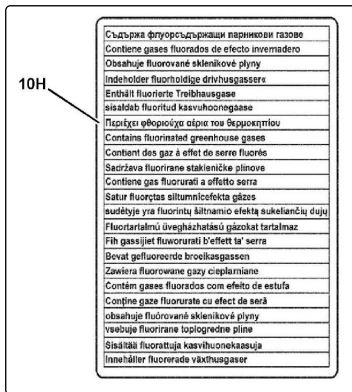 Съдържа флуорсъдържащи парникови газове
Contiene gases fluorados de efecto invernadero
Obsahuje fluorované skleníkové plyny
10H
Indeholder fluorholdige drivhusgasser
Enthält fluorierte Treibhausgase
sisaldab fluoritud kasvuhoonegaase
Περιέχει φθοριούχα αέρια του θερμοκηπίου
Contains fluorinated greenhouse gases
Contient des gaz à effet de serre fluorés
Sadržava fluorirane stakleničke plinove
Contiene gas fluorurati a effetto serra
Satur fluorçtas siltumnicefekta gâzes
sudëtyje yra fluorintų šiltnamio efektą sukeliančių dujų
Fluortartalmú üvegházhatású gázokat tartalmaz
Fih gassijiet fluworurati b'effett ta' serra
Bevat gefluoreerde broeikasgassen
Zawiera fluorowane gazy cieplarniane
Contém gases fluorados com efeito de estufa
Conţine gaze fluorurate cu efect de seră
obsahuje fluórované skleníkové plyny
vsebuje fluorirane toplogredne pline
Sisältää fluorattuja kasvihuonekaasuja
Innehåller fluorerade växthusgaser